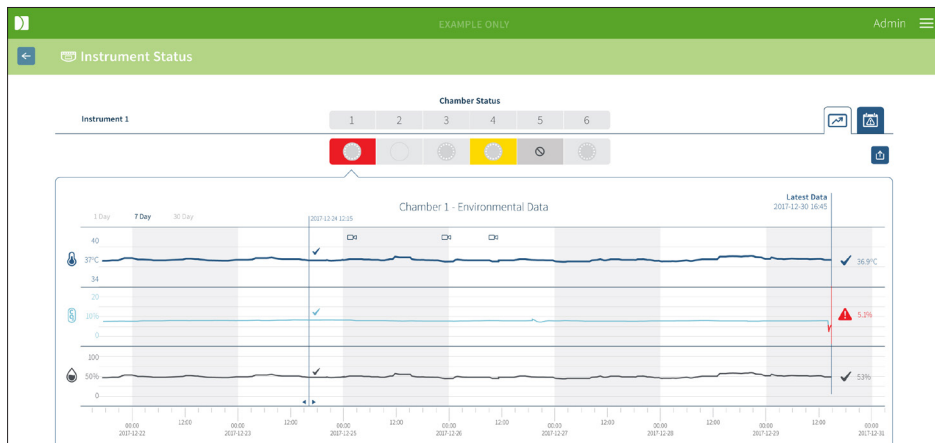 EXAMPLE ONLY
Admin
Instrument Status
Chamber Status
Instrument 1
1 2 3 4 5 6
Latest Data
2017-12-30 16:45
Chamber 1 - Environmental Data
1 Day 7 Day 30 Day
2017-12-24 12:15
40
37°C
36.9°C
34
20
10%
5.1%
0
100
50%
53%
0
00:00 12:00 00:00 12:00 00:00 12:00 00:00 12:00 00:00 12:00 00:00 12:00 00:00 12:00 00:00
2017-12-22 2017-12-23 2017-12-25 2017-12-26 2017-12-27 2017-12-28 2017-12-29 2017-12-31